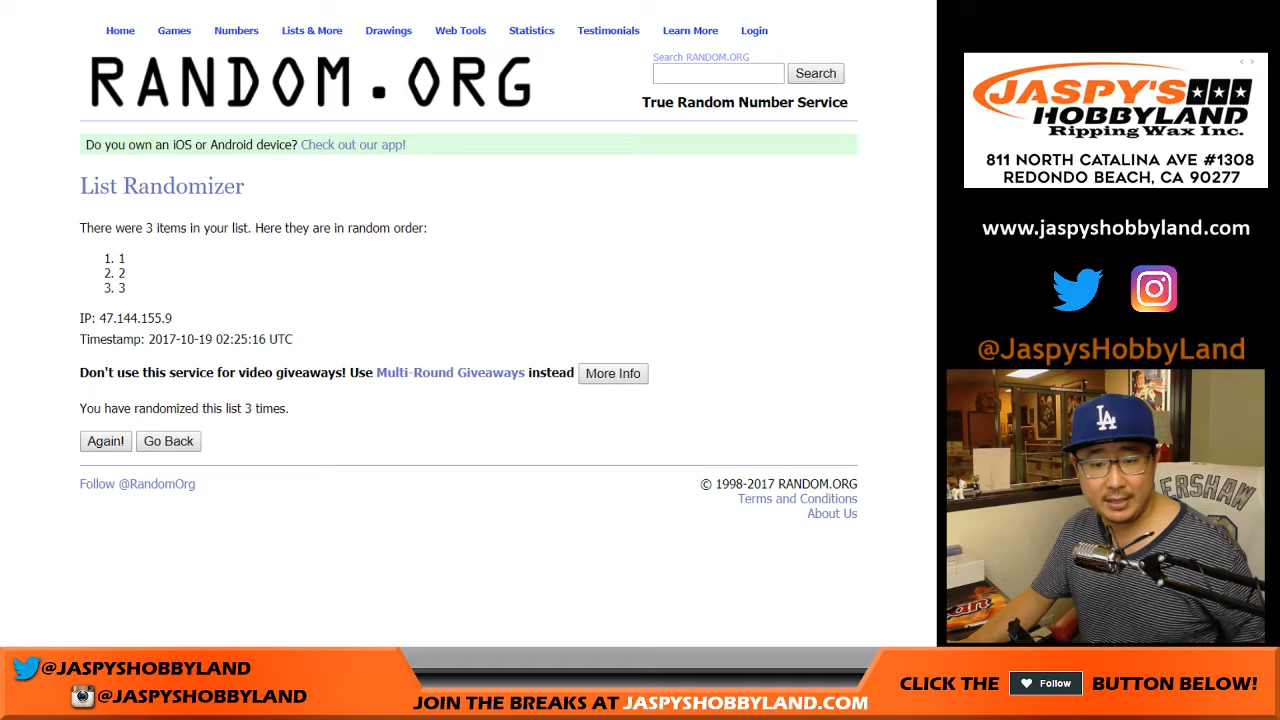 Home Games Numbers Lists & More Drawings Web Tools Statistics Testimonials Learn More Login
RANDOM.ORG
Search RANDOM.ORG
Search
True Random Number Service
Do you own an iOS or Android device? Check out our app!
List Randomizer
There were 3 items in your list. Here they are in random order:
1. 1
2. 2
3. 3
IP: 47.144.155.9
Timestamp: 2017-10-19 02:25:16 UTC
Don't use this service for video giveaways! Use Multi-Round Giveaways instead More Info
You have randomized this list 3 times.
Again! Go Back
Follow @RandomOrg
© 1998-2017 RANDOM.ORG
Terms and Conditions
About Us
JASPY'S
HOBBYLAND
Ripping Wax Inc.
811 NORTH CATALINA AVE #1308
REDONDO BEACH, CA 90277
www.jaspyshobbyland.com
@JaspysHobbyLand
LA
ERSHAW
@JASPYSHOBBYLAND
@JASPYSHOBBYLAND
JOIN THE BREAKS AT JASPYSHOBBYLAND.COM
CLICK THE Follow BUTTON BELOW!